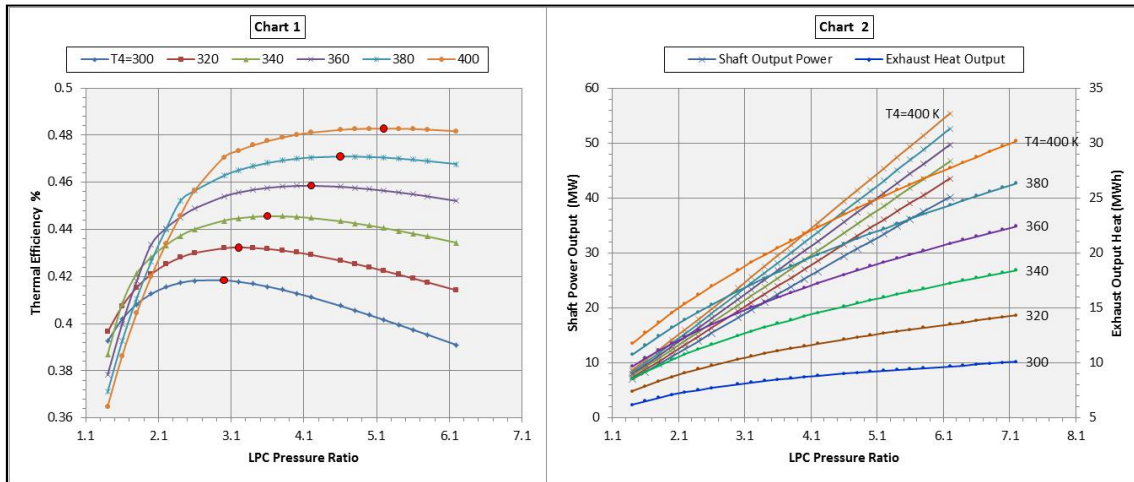 Chart 1
T4=300 320 340 360 380 400
Thermal Efficiency %
0.5
0.48
0.46
0.44
0.42
0.4
0.38
0.36
1.1 2.1 3.1 4.1 5.1 6.1 7.1
LPC Pressure Ratio
Chart 2
Shaft Output Power Exhaust Heat Output
Shaft Power Output (MW)
60
50
40
30
20
10
0
T4=400 K
T4=400 K
380
360
340
320
300
35
30
25
20
15
10
5
Exhaust Output Heat (MWh)
1.1 2.1 3.1 4.1 5.1 6.1 7.1 8.1
LPC Pressure Ratio